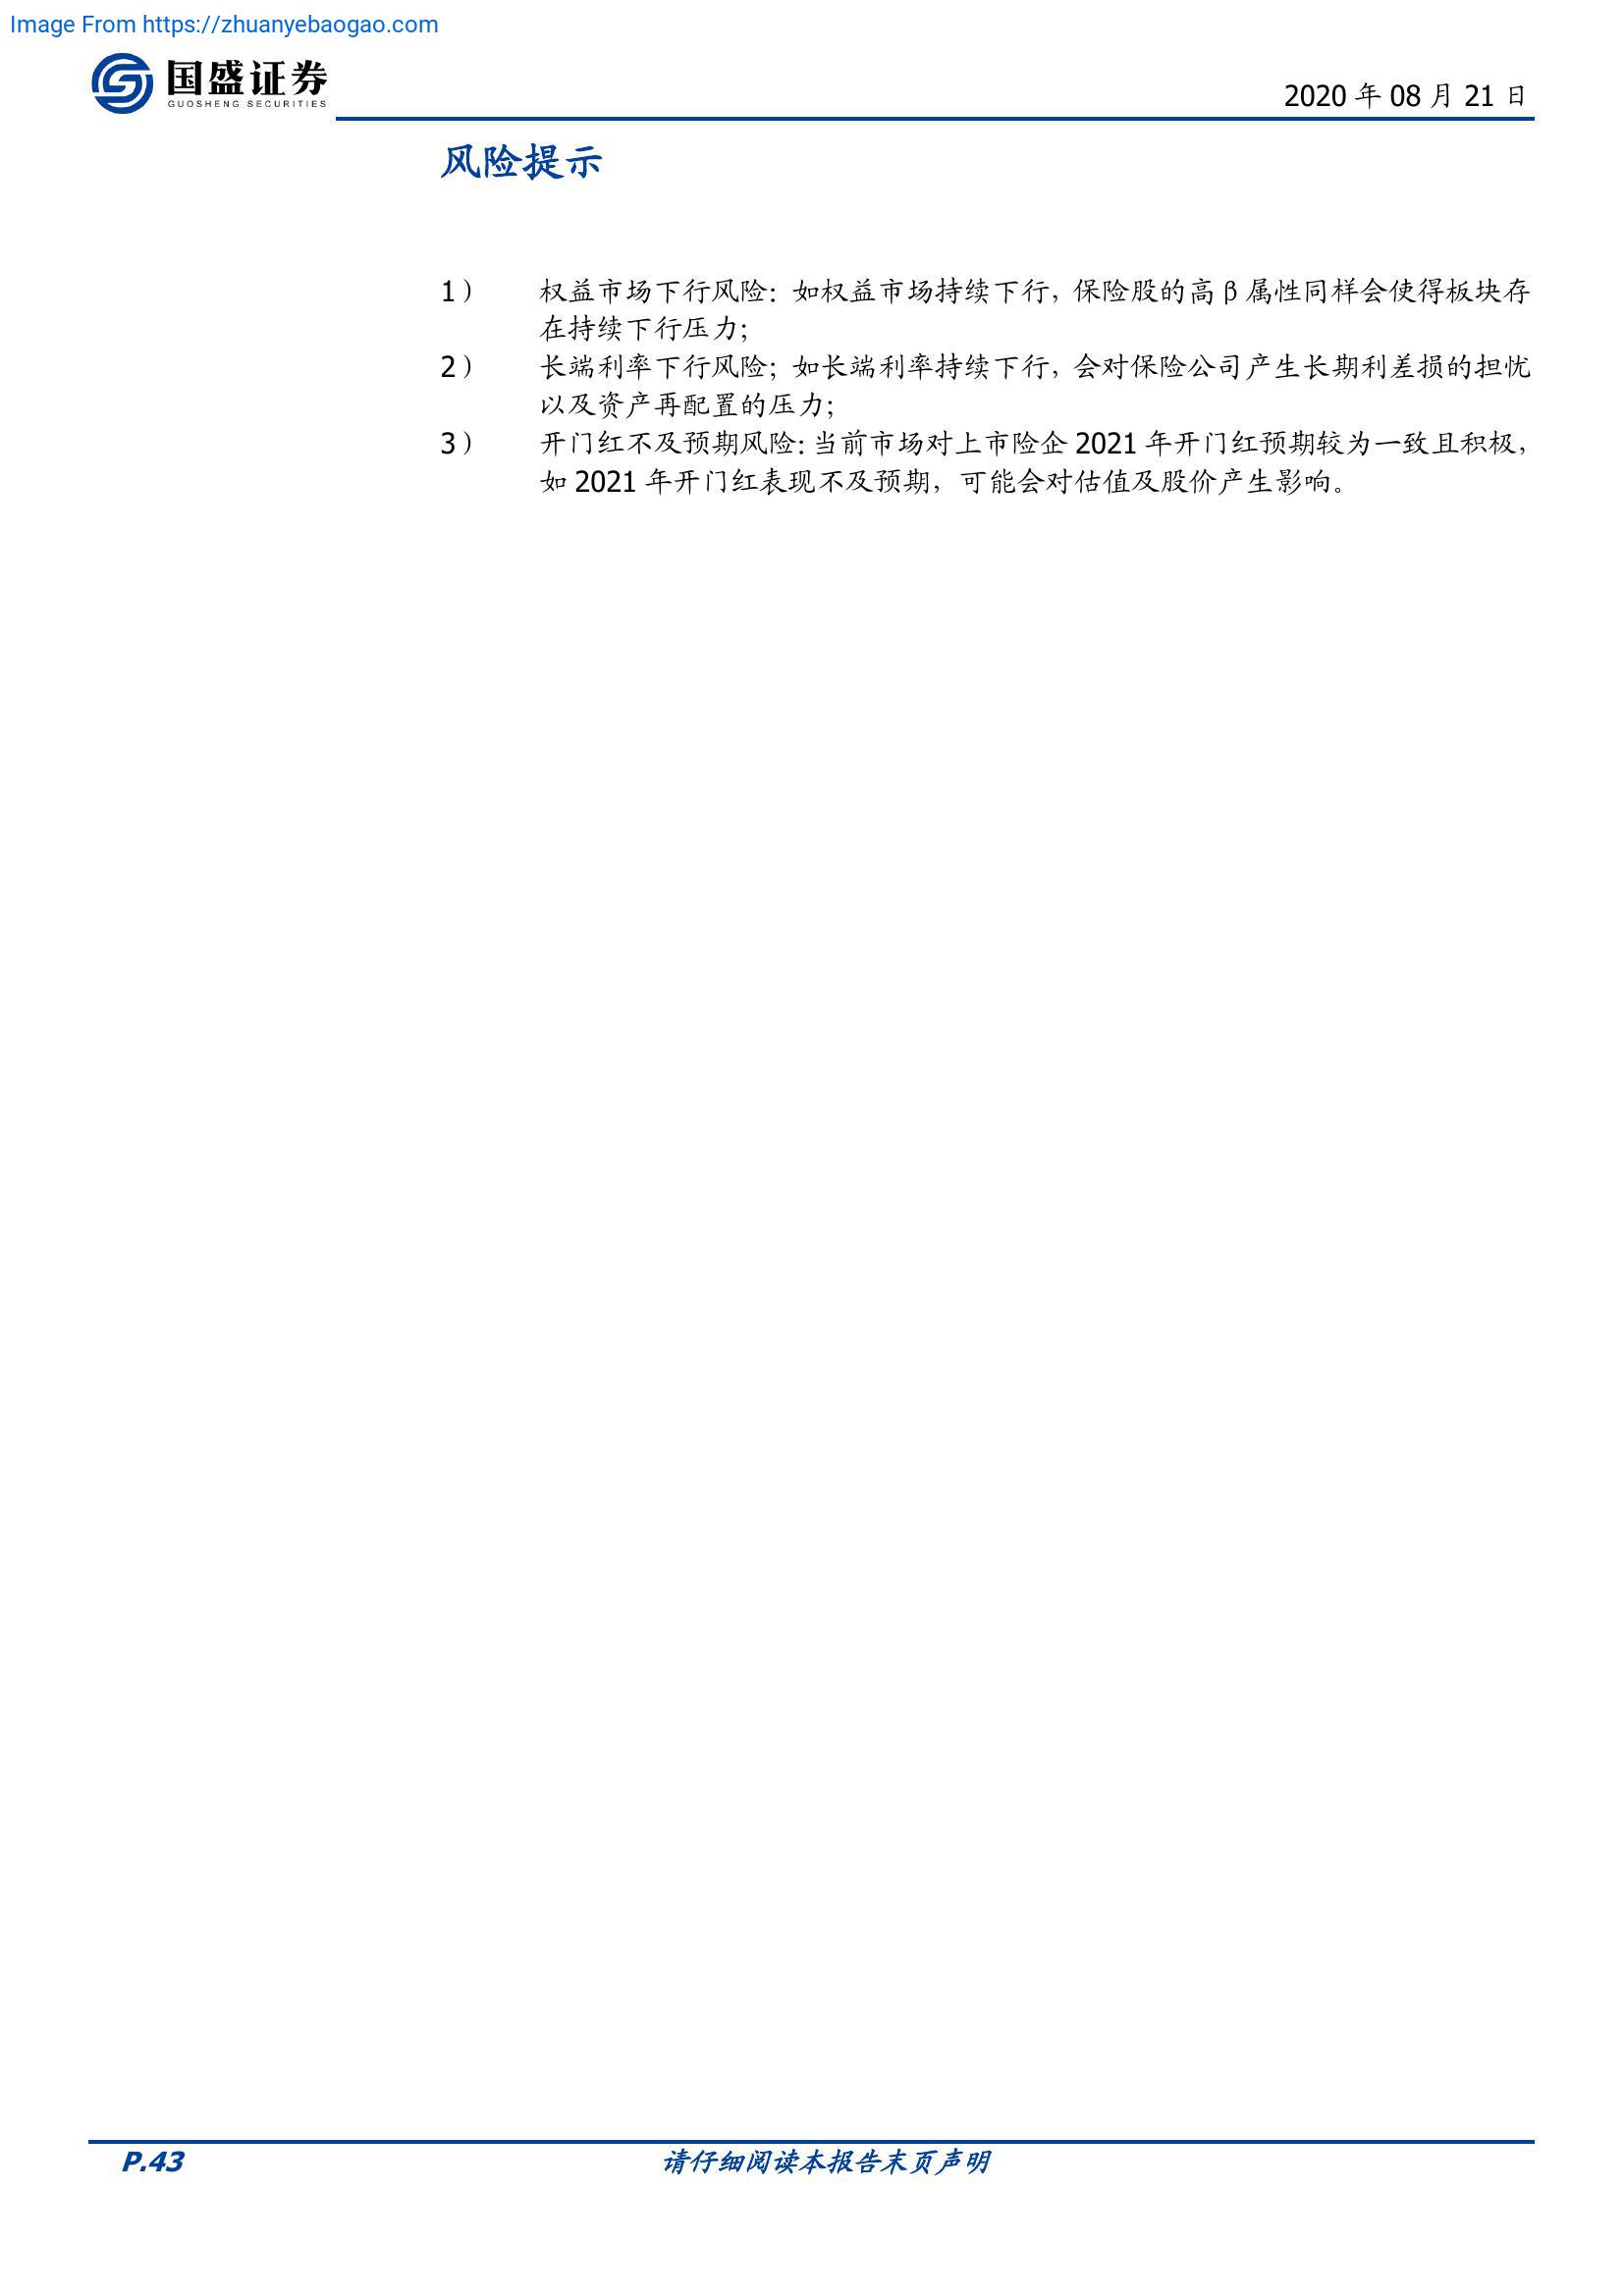 Image From https://zhuanyebaogao.com
国盛证券
GUOSHENG SECURITIES
2020 年 08 月 21 日
风险提示
1） 权益市场下行风险：如权益市场持续下行，保险股的高 β 属性同样会使得板块存
在持续下行压力；
2） 长端利率下行风险；如长端利率持续下行，会对保险公司产生长期利差损的担忧
以及资产再配置的压力；
3） 开门红不及预期风险：当前市场对上市险企 2021 年开门红预期较为一致且积极，
如 2021 年开门红表现不及预期，可能会对估值及股价产生影响。
P.43 请仔细阅读本报告末页声明